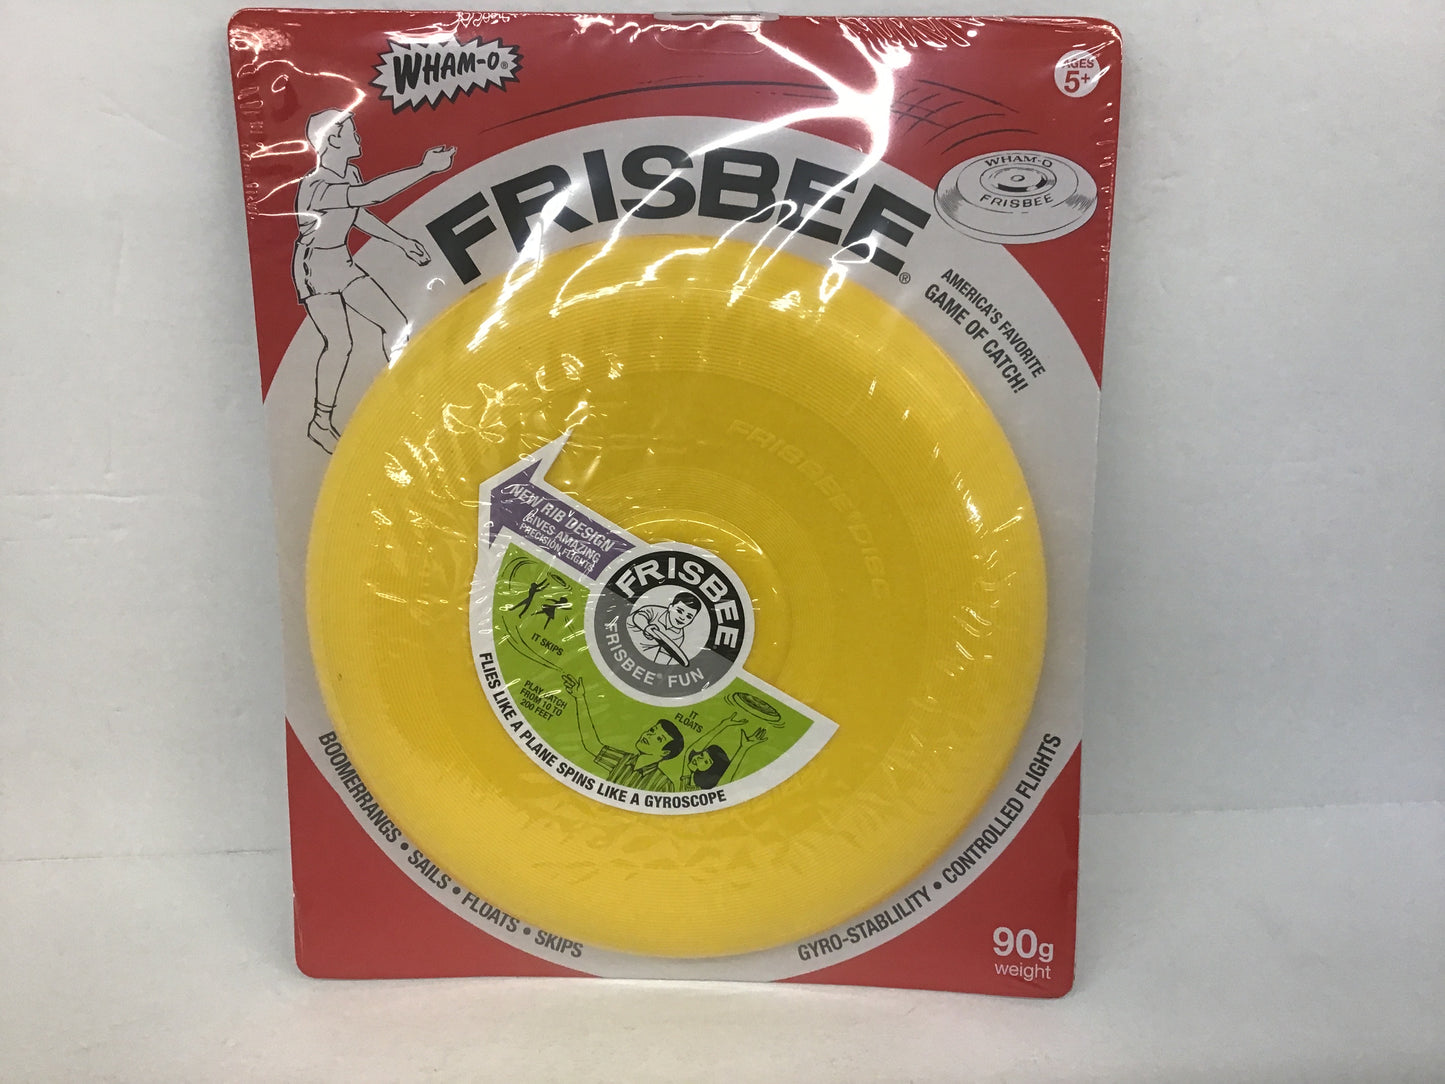 WHAM-O®
AGES
5+
FRISBEE®
WHAM-O
FRISBEE
AMERICA'S FAVORITE
GAME OF CATCH!
FRISBEE DISC
NEW RIB DESIGN
GIVES AMAZING
PRECISION FLIGHTS
FRISBEE
FRISBEE® FUN
IT SKIPS
PLAY CATCH
FROM 10 TO
200 FEET
IT
FLOATS
FLIES LIKE A PLANE SPINS LIKE A GYROSCOPE
BOOMERRANGS • SAILS • FLOATS • SKIPS
GYRO-STABLILITY • CONTROLLED FLIGHTS
90g
weight